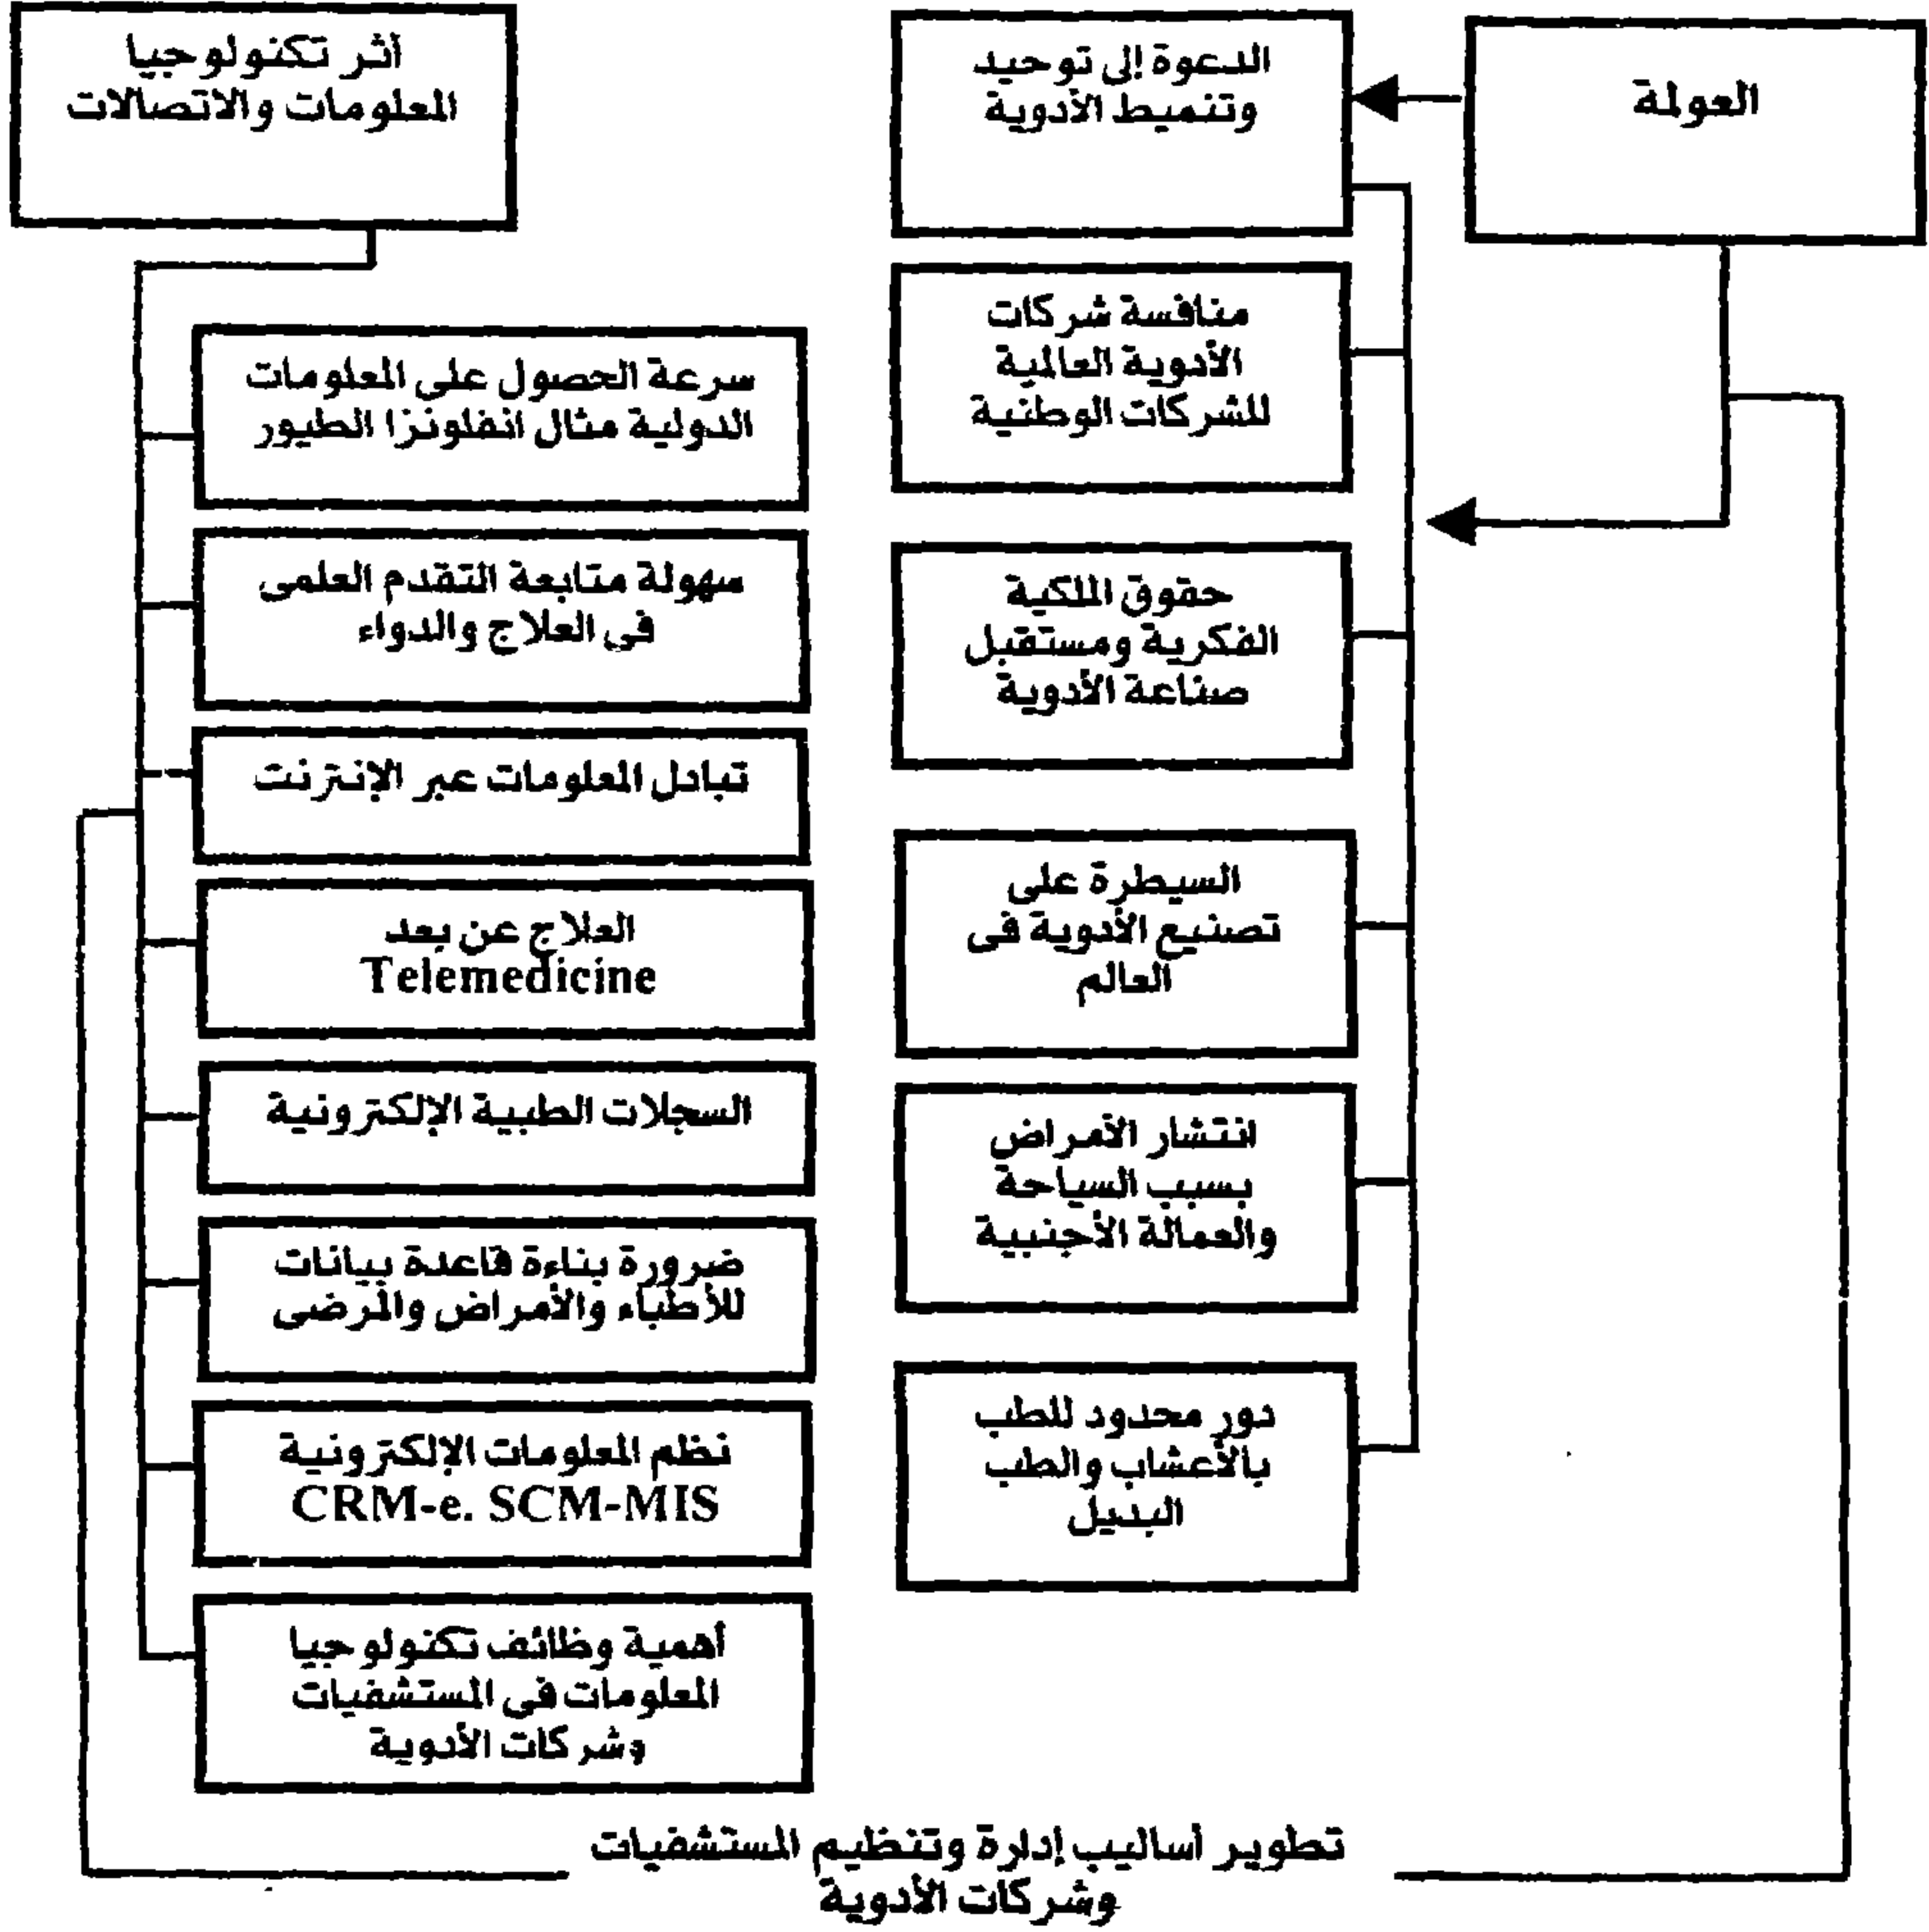 العولمة
الدعوة إلى توحيد
وتنميط الأدوية
منافسة شركات
الأدوية العالمية
للشركات الوطنية
حقوق الملكية
الفكرية ومستقبل
صناعة الأدوية
السيطرة على
تصنيع الأدوية فى
العالم
انتشار الأمراض
بسبب السياحة
والعمالة الأجنبية
دور محدود للطب
بالأعشاب والطب
البديل
أثر تكنولوجيا
المعلومات والاتصالات
سرعة الحصول على المعلومات
الدولية مثال انفلونزا الطيور
سهولة متابعة التقدم العلمى
فى العلاج والدواء
تبادل المعلومات عبر الإنترنت
العلاج عن بعد
Telemedicine
السجلات الطبية الإلكترونية
ضرورة بناءة قاعدة بيانات
للأطباء والأمراض والمرضى
نظم المعلومات الإلكترونية
CRM-e. SCM-MIS
أهمية وظائف تكنولوجيا
المعلومات فى المستشفيات
وشركات الأدوية
تطوير أساليب إدارة وتنظيم المستشفيات
وشركات الأدوية